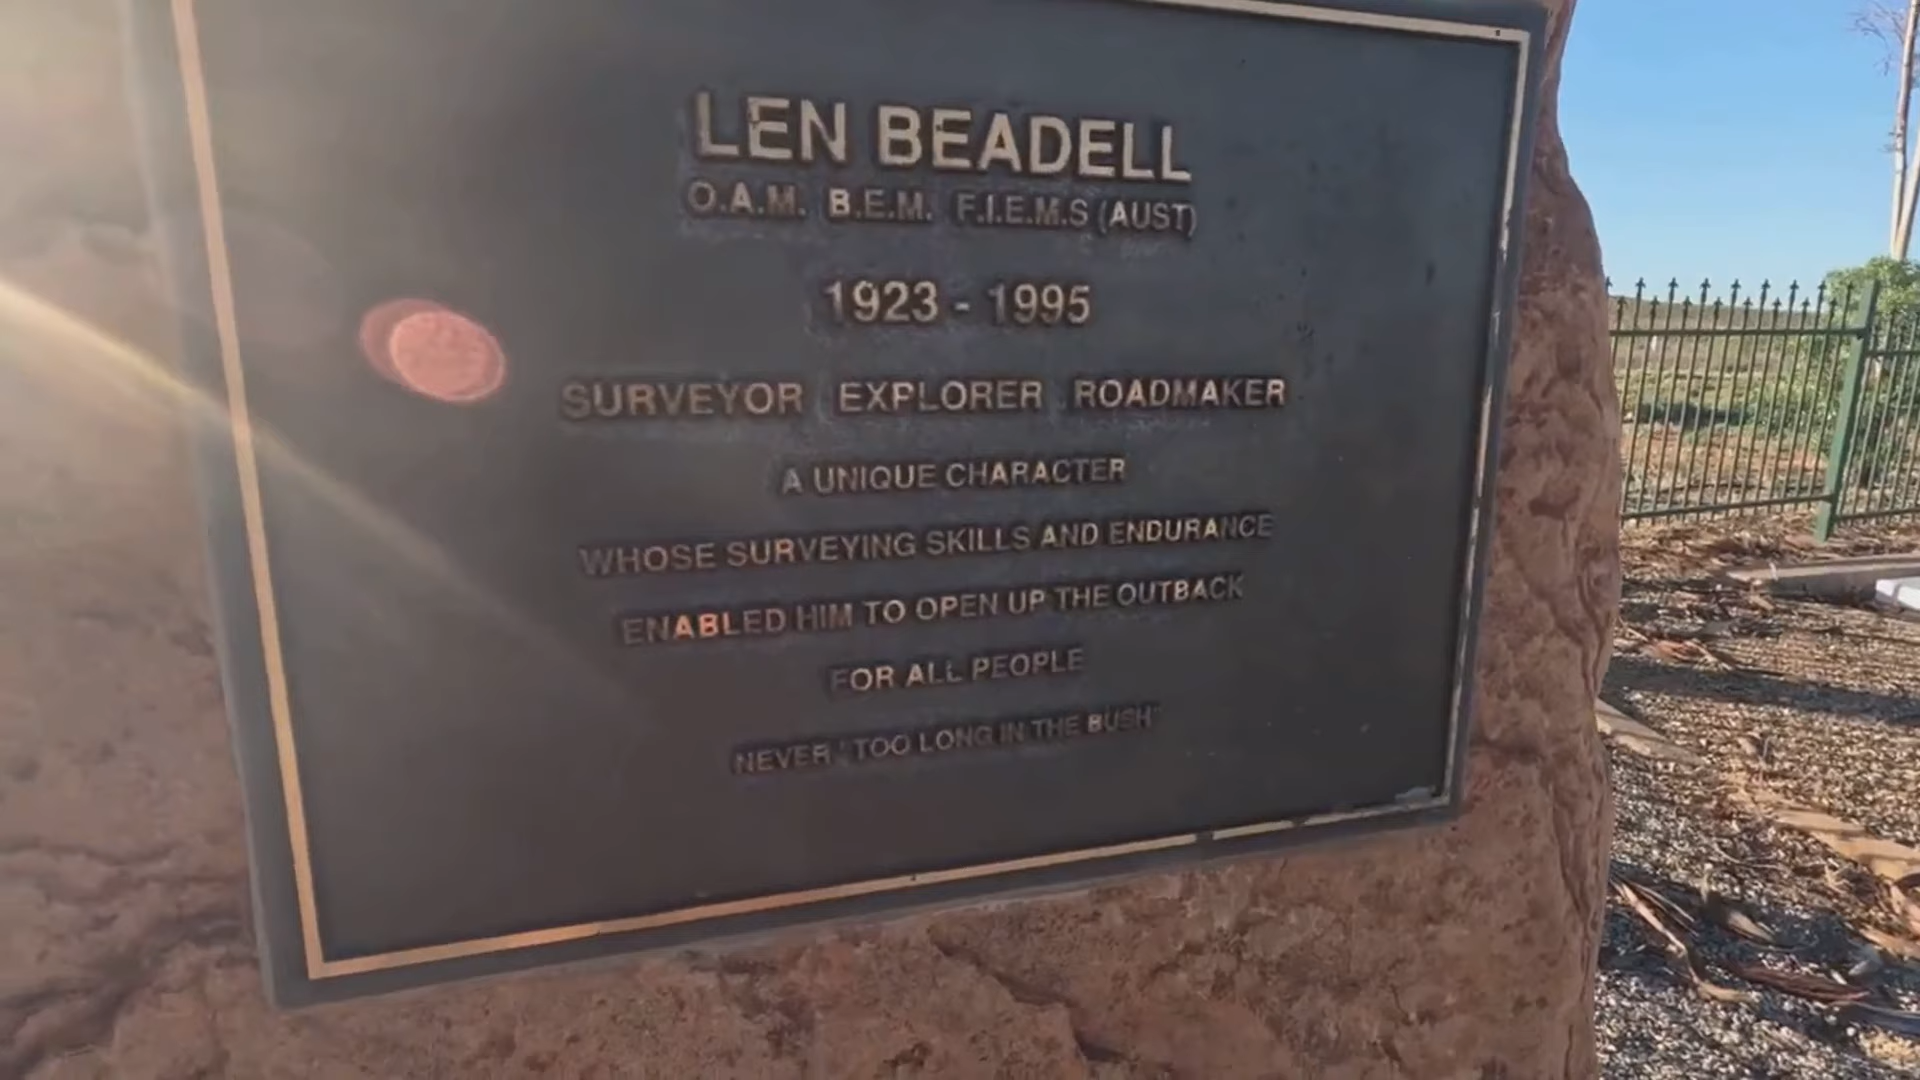 LEN BEADELL
O.A.M. B.E.M. F.I.E.M.S (AUST)
1923 - 1995
SURVEYOR EXPLORER ROADMAKER
A UNIQUE CHARACTER
WHOSE SURVEYING SKILLS AND ENDURANCE
ENABLED HIM TO OPEN UP THE OUTBACK
FOR ALL PEOPLE
NEVER "TOO LONG IN THE BUSH"